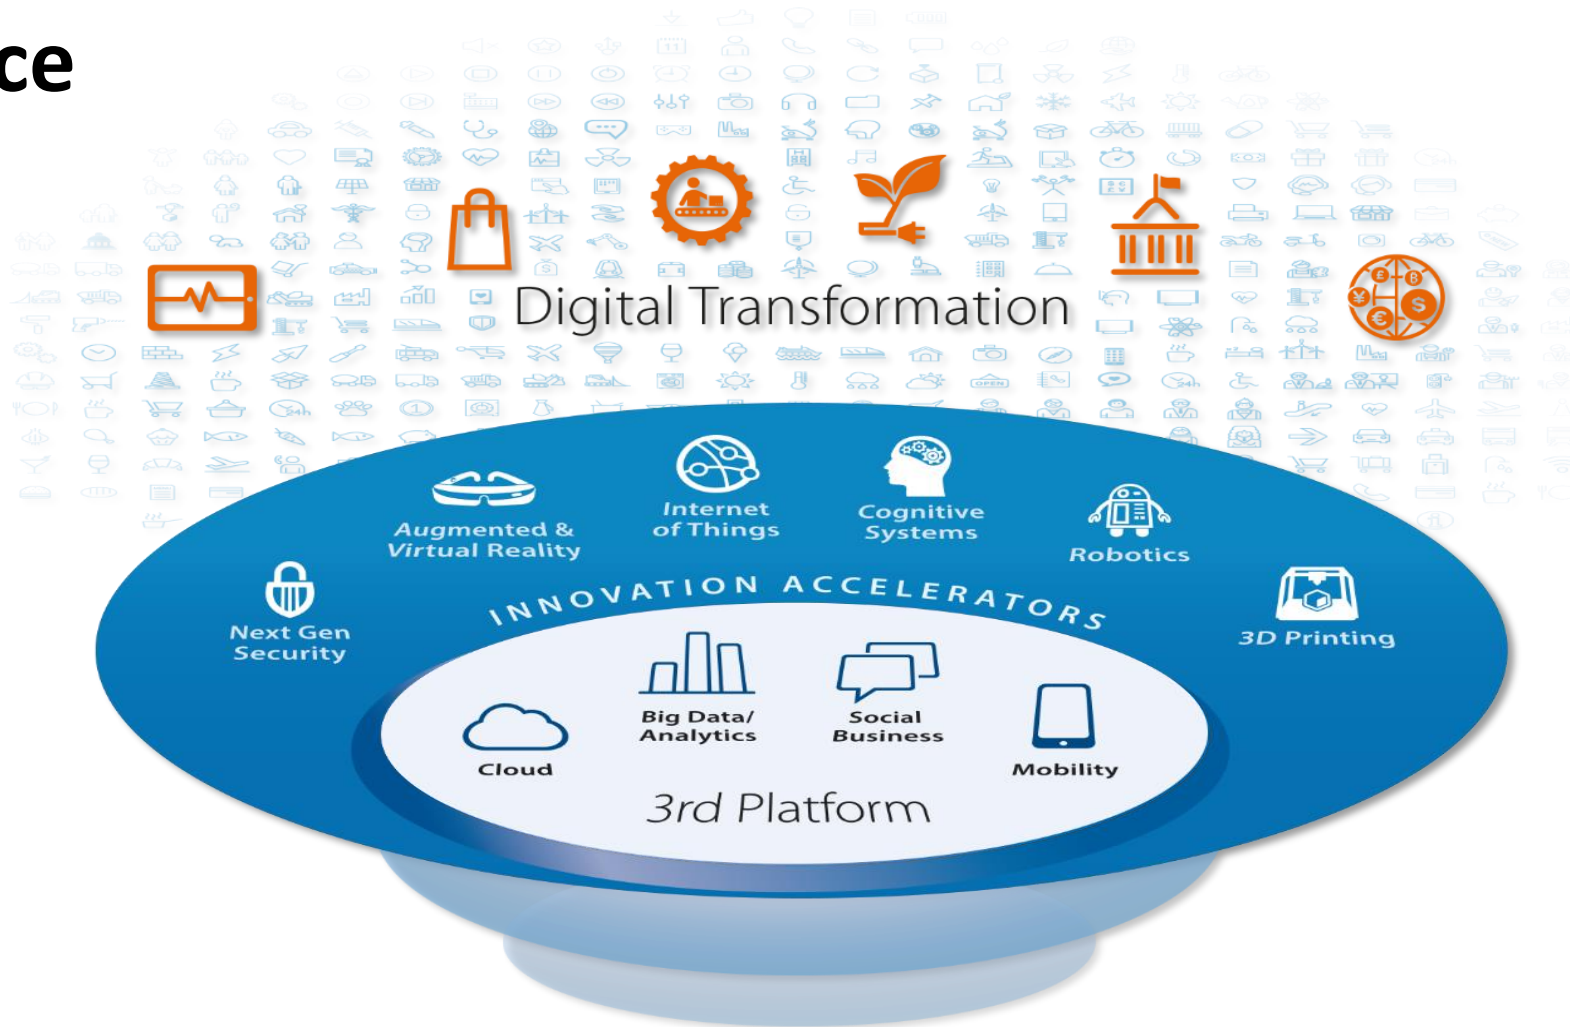 ce
Digital Transformation
Internet
of Things
Cognitive
Systems
Augmented &
Virtual Reality
Robotics
INNOVATION ACCELERATORS
Next Gen
Security
3D Printing
Big Data/
Analytics
Social
Business
Cloud
Mobility
3rd Platform